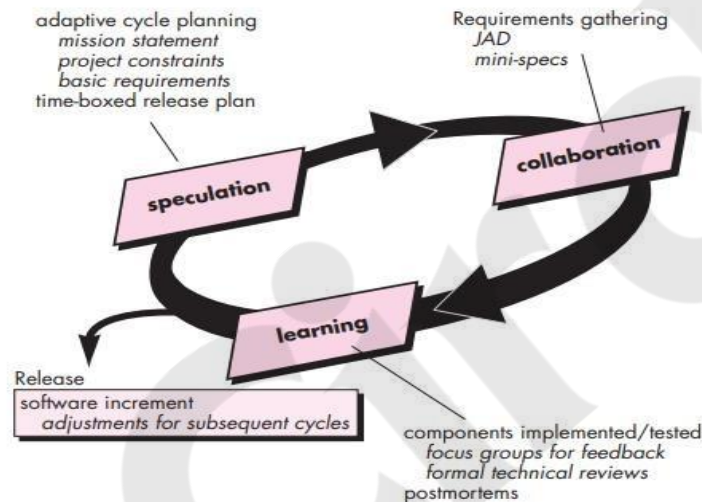 adaptive cycle planning
mission statement
project constraints
basic requirements
time-boxed release plan
Requirements gathering
JAD
mini-specs
speculation
collaboration
learning
Release
software increment
adjustments for subsequent cycles
components implemented/tested
focus groups for feedback
formal technical reviews
postmortems